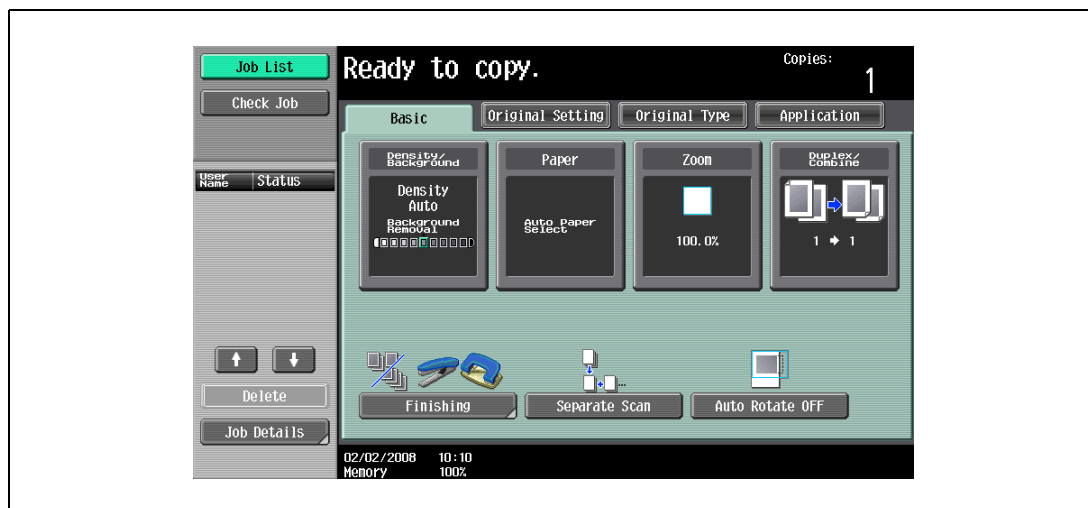 Job List
Check Job
User Name
Status
Delete
Job Details
Ready to copy.
Copies:
1
Basic
Original Setting
Original Type
Application
Density/
Background
Density
Auto
Background
Removal
Paper
Auto Paper
Select
Zoom
100.0%
Duplex/
Combine
1 → 1
Finishing
Separate Scan
Auto Rotate OFF
02/02/2008 10:10
Memory 100%